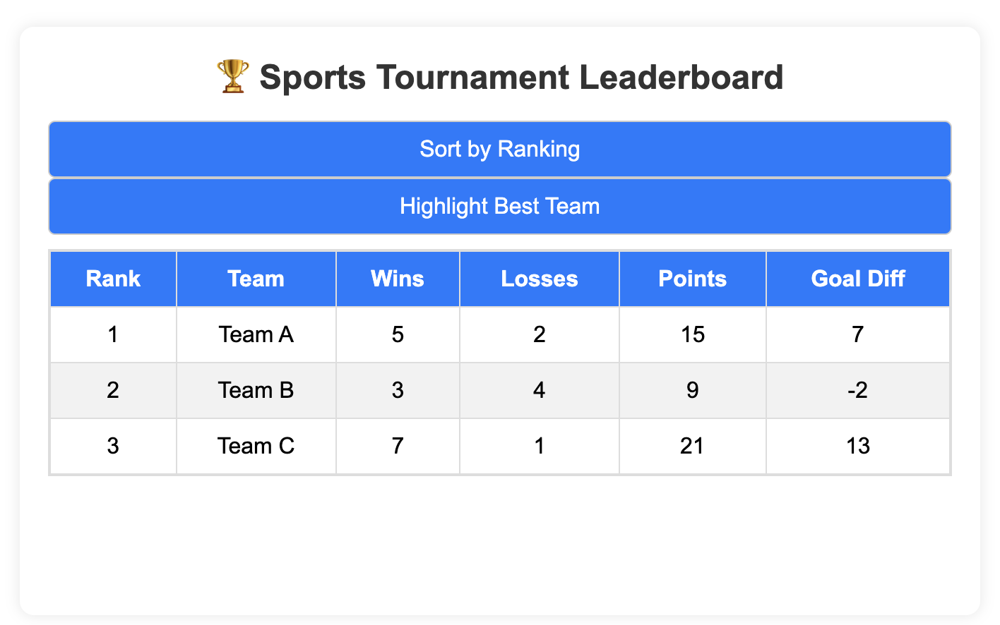 🏆 Sports Tournament Leaderboard
Sort by Ranking
Highlight Best Team
Rank Team Wins Losses Points Goal Diff
1 Team A 5 2 15 7
2 Team B 3 4 9 -2
3 Team C 7 1 21 13